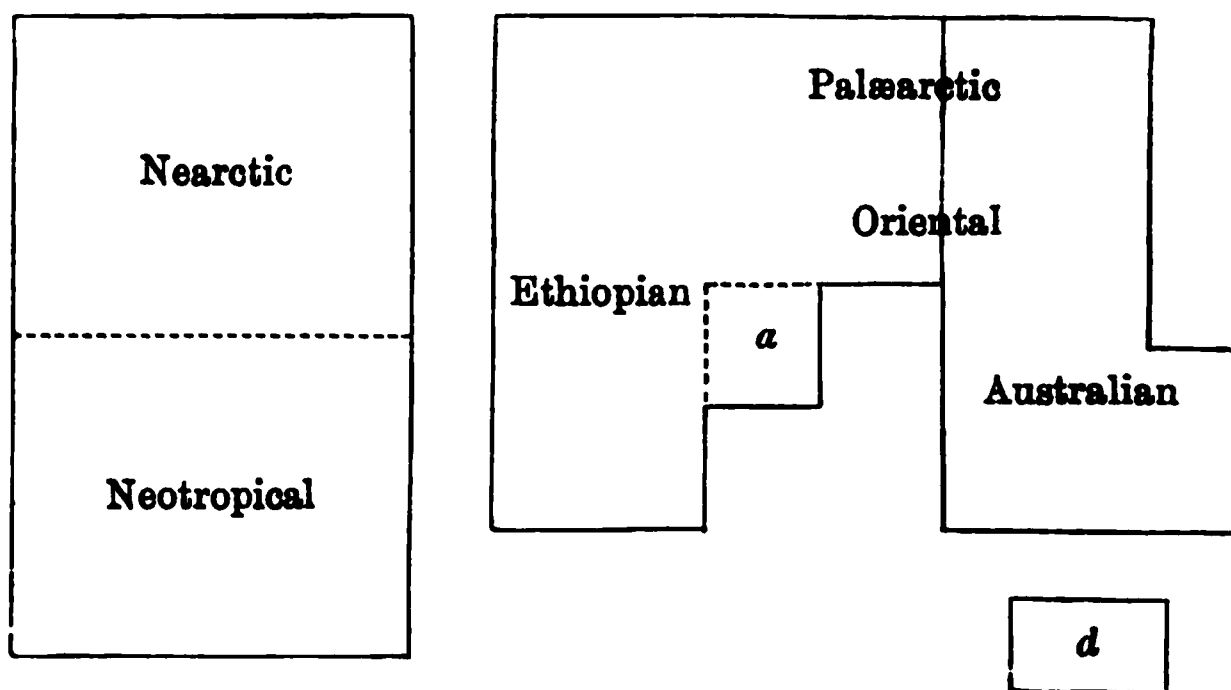 Palæarctic
Nearctic
Oriental
Ethiopian
a
Australian
Neotropical
d